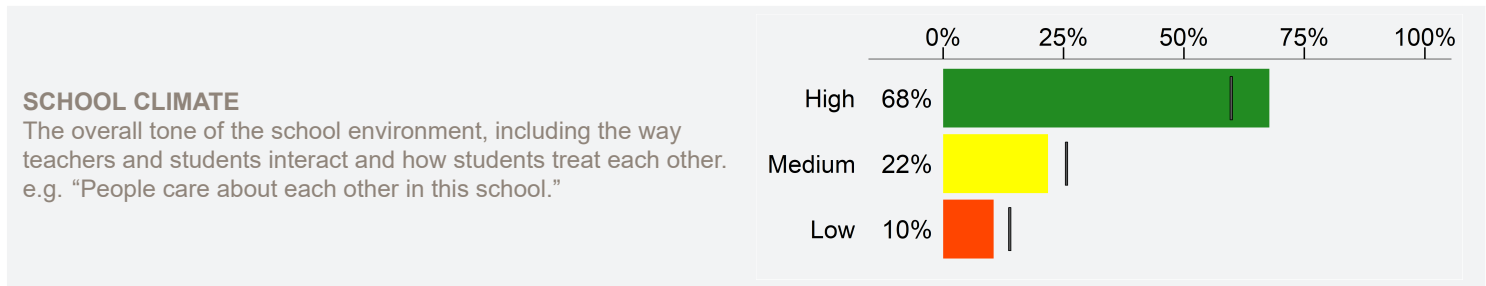 SCHOOL CLIMATE
The overall tone of the school environment, including the way
teachers and students interact and how students treat each other.
e.g. “People care about each other in this school.”
0% 25% 50% 75% 100%
High 68%
Medium 22%
Low 10%